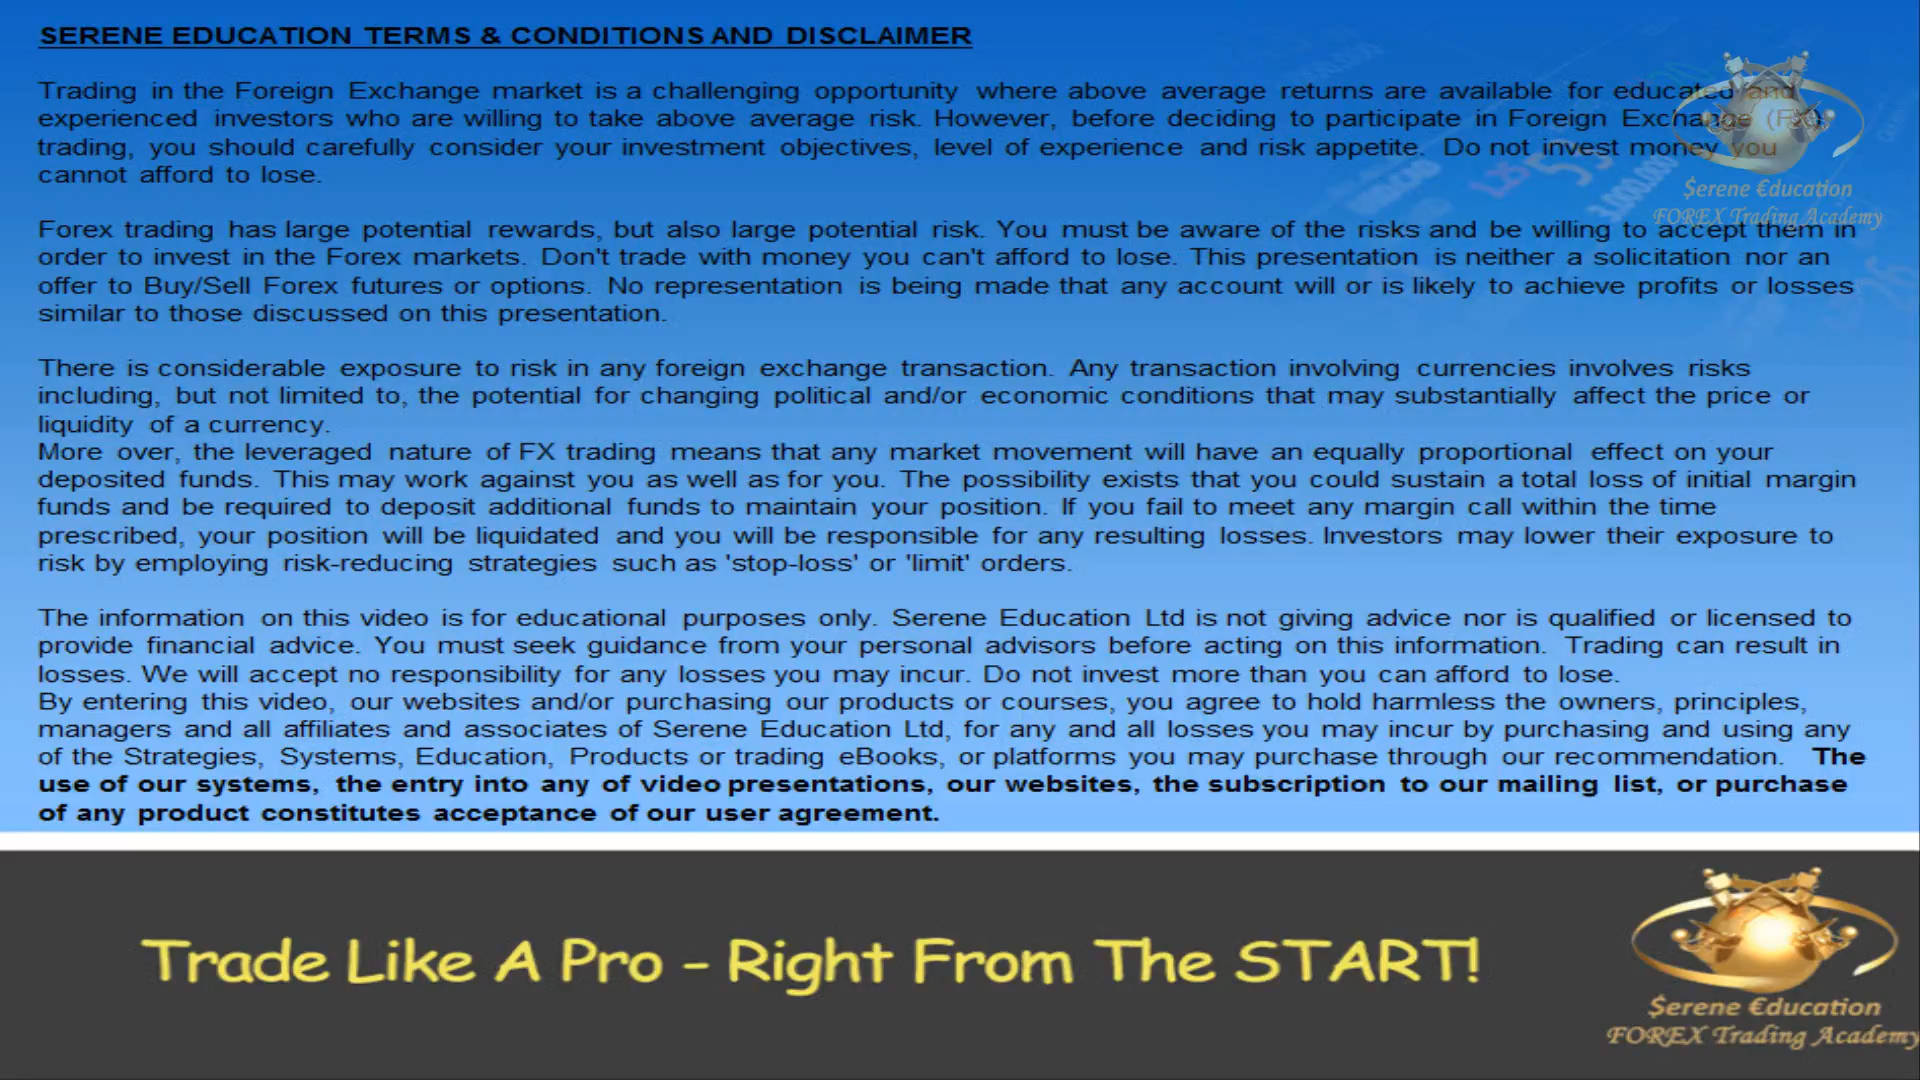 SERENE EDUCATION TERMS & CONDITIONS AND DISCLAIMER
Trading in the Foreign Exchange market is a challenging opportunity where above average returns are available for educated and
experienced investors who are willing to take above average risk. However, before deciding to participate in Foreign Exchange (FX)
trading, you should carefully consider your investment objectives, level of experience and risk appetite. Do not invest money you
cannot afford to lose.
Forex trading has large potential rewards, but also large potential risk. You must be aware of the risks and be willing to accept them in
order to invest in the Forex markets. Don't trade with money you can't afford to lose. This presentation is neither a solicitation nor an
offer to Buy/Sell Forex futures or options. No representation is being made that any account will or is likely to achieve profits or losses
similar to those discussed on this presentation.
There is considerable exposure to risk in any foreign exchange transaction. Any transaction involving currencies involves risks
including, but not limited to, the potential for changing political and/or economic conditions that may substantially affect the price or
liquidity of a currency.
More over, the leveraged nature of FX trading means that any market movement will have an equally proportional effect on your
deposited funds. This may work against you as well as for you. The possibility exists that you could sustain a total loss of initial margin
funds and be required to deposit additional funds to maintain your position. If you fail to meet any margin call within the time
prescribed, your position will be liquidated and you will be responsible for any resulting losses. Investors may lower their exposure to
risk by employing risk-reducing strategies such as 'stop-loss' or 'limit' orders.
The information on this video is for educational purposes only. Serene Education Ltd is not giving advice nor is qualified or licensed to
provide financial advice. You must seek guidance from your personal advisors before acting on this information. Trading can result in
losses. We will accept no responsibility for any losses you may incur. Do not invest more than you can afford to lose.
By entering this video, our websites and/or purchasing our products or courses, you agree to hold harmless the owners, principles,
managers and all affiliates and associates of Serene Education Ltd, for any and all losses you may incur by purchasing and using any
of the Strategies, Systems, Education, Products or trading eBooks, or platforms you may purchase through our recommendation. The
use of our systems, the entry into any of video presentations, our websites, the subscription to our mailing list, or purchase
of any product constitutes acceptance of our user agreement.
$erene €ducation
FOREX Trading Academy
Trade Like A Pro - Right From The START!
$erene €ducation
FOREX Trading Academy